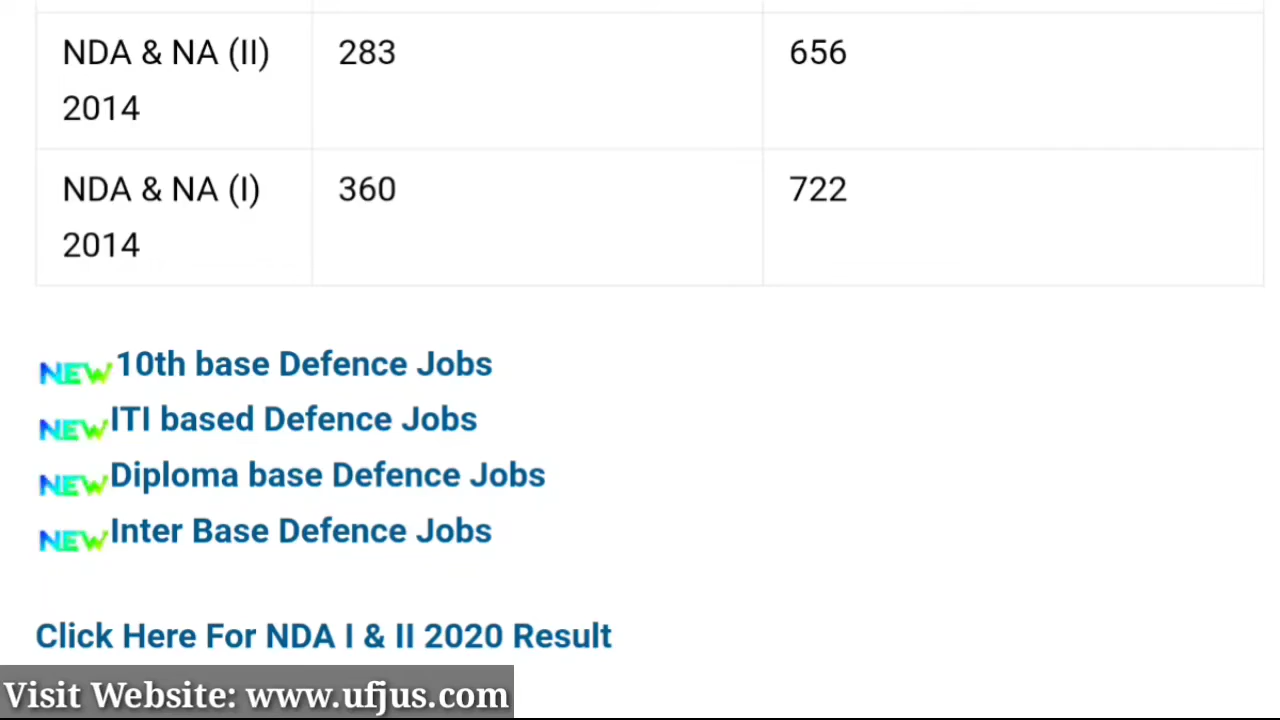 NDA & NA (II) 2014 283 656
NDA & NA (I) 2014 360 722
NEW 10th base Defence Jobs
NEW ITI based Defence Jobs
NEW Diploma base Defence Jobs
NEW Inter Base Defence Jobs
Click Here For NDA I & II 2020 Result
Visit Website: www.ufjus.com